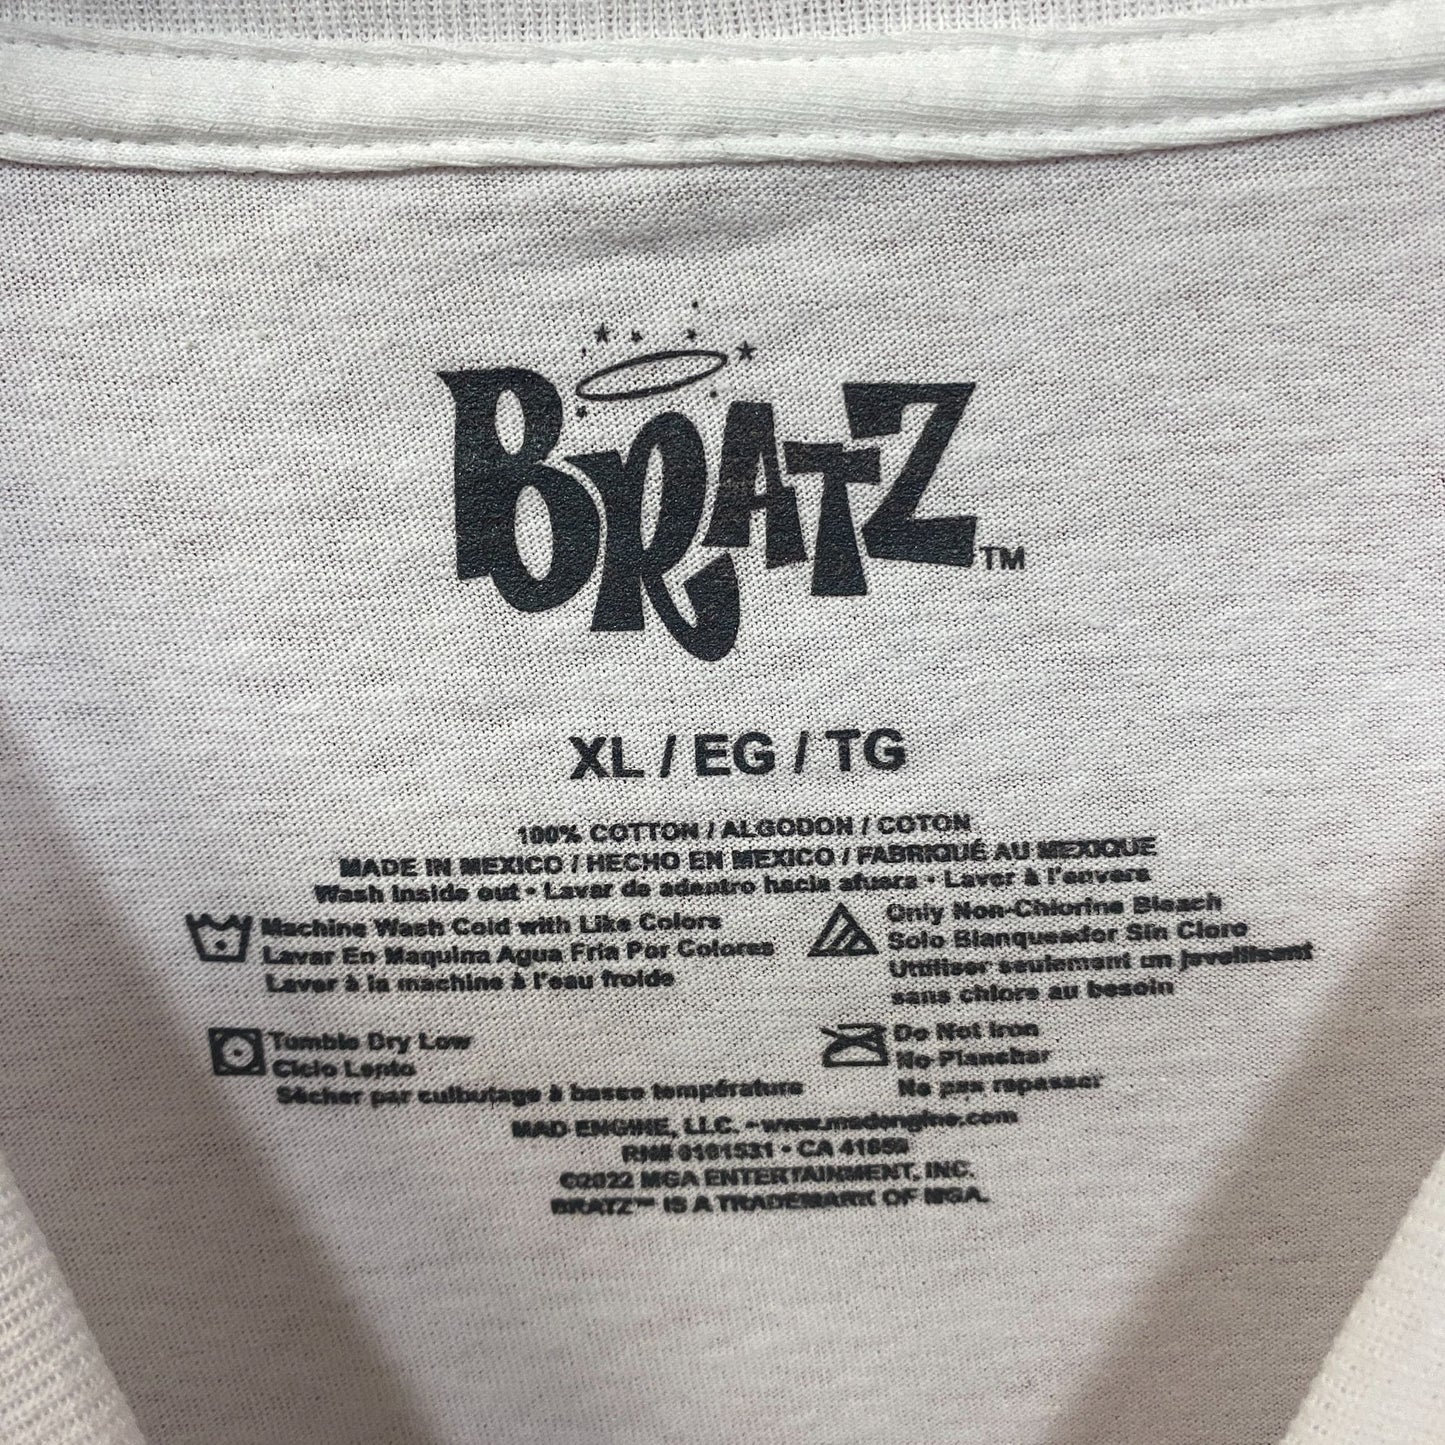 BRATZ™
XL / EG / TG
100% COTTON / ALGODON / COTON
MADE IN MEXICO / HECHO EN MEXICO / FABRIQUÉ AU MEXIQUE
Wash Inside out • Lavar de adentro hacia afuera • Laver à l'envers
Machine Wash Cold with Like Colors
Lavar En Maquina Agua Fria Por Colores
Laver à la machine à l'eau froide
Only Non-Chlorine Bleach
Solo Blanqueador Sin Cloro
Utiliser seulement un javellisant
sans chlore au besoin
Tumble Dry Low
Ciclo Lento
Sécher par culbutage à basse température
Do Not Iron
No Planchar
Ne pas repasser
MAD ENGINE, LLC. • www.madengine.com
RN# 0101531 • CA
©2022 MGA ENTERTAINMENT, INC.
BRATZ™ IS A TRADEMARK OF MGA.